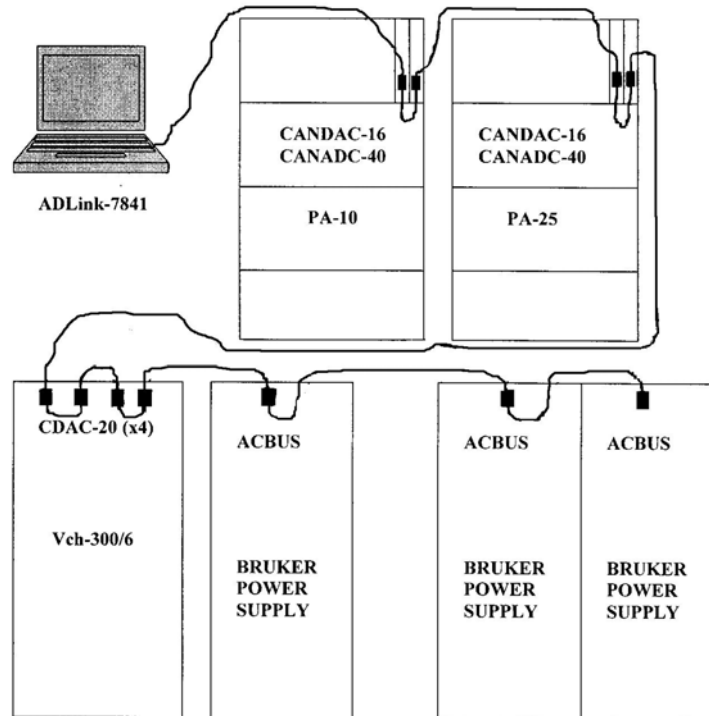 CANDAC-16
CANADC-40
CANDAC-16
CANADC-40
ADLink-7841
PA-10
PA-25
CDAC-20 (x4)
ACBUS
ACBUS
ACBUS
Vch-300/6
BRUKER
POWER
SUPPLY
BRUKER
POWER
SUPPLY
BRUKER
POWER
SUPPLY